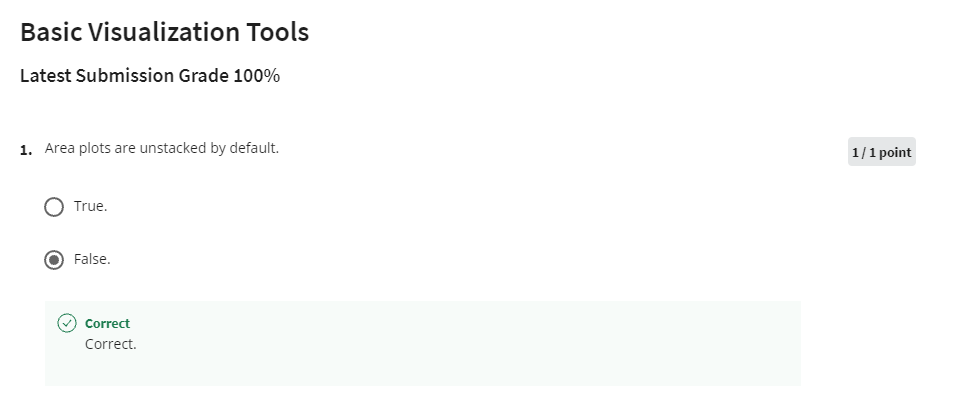 Basic Visualization Tools
Latest Submission Grade 100%
1. Area plots are unstacked by default.
1 / 1 point
True.
False.
Correct
Correct.